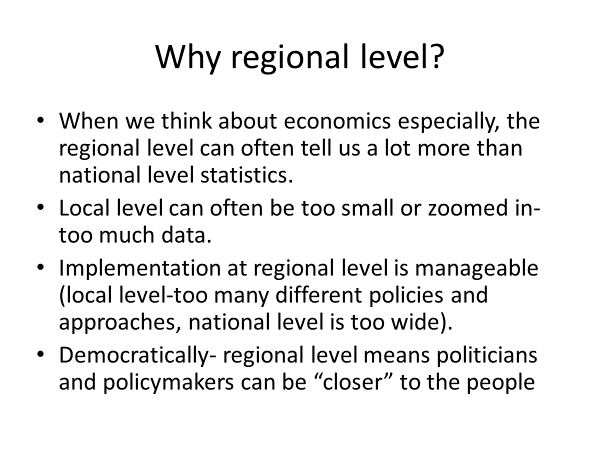 Why regional level?
• When we think about economics especially, the
regional level can often tell us a lot more than
national level statistics.
• Local level can often be too small or zoomed in-
too much data.
• Implementation at regional level is manageable
(local level-too many different policies and
approaches, national level is too wide).
• Democratically- regional level means politicians
and policymakers can be “closer” to the people